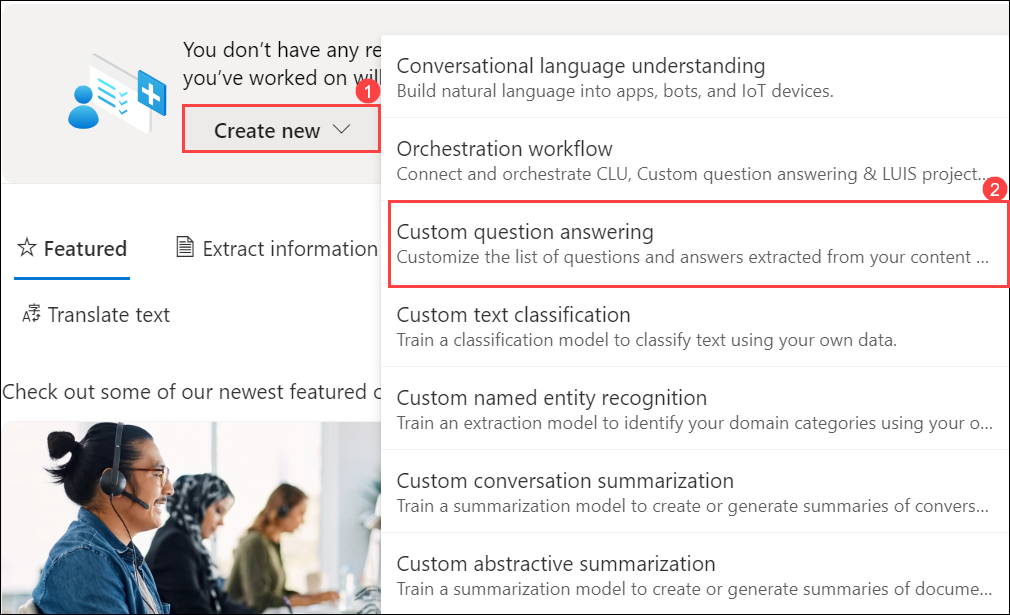 You don't have any re
you've worked on will
1
Create new
Featured
Extract information
Translate text
Check out some of our newest featured c
Conversational language understanding
Build natural language into apps, bots, and IoT devices.
Orchestration workflow
Connect and orchestrate CLU, Custom question answering & LUIS project...
2
Custom question answering
Customize the list of questions and answers extracted from your content ...
Custom text classification
Train a classification model to classify text using your own data.
Custom named entity recognition
Train an extraction model to identify your domain categories using your o...
Custom conversation summarization
Train a summarization model to create or generate summaries of convers...
Custom abstractive summarization
Train a summarization model to create or generate summaries of docume...